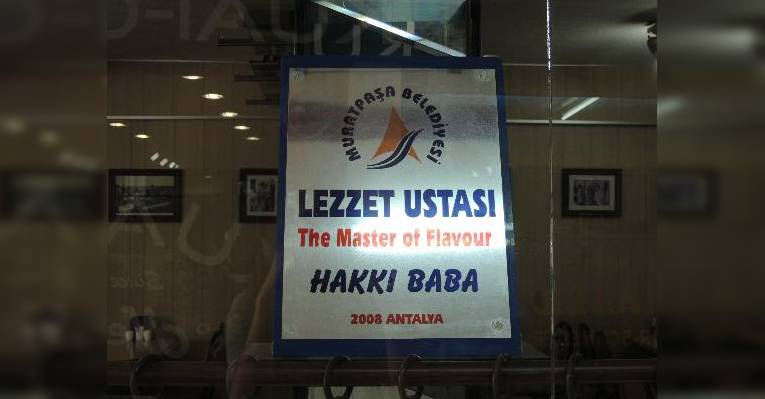 MURATPAŞA BELEDİYESİ
LEZZET USTASI
The Master of Flavour
HAKKI BABA
2008 ANTALYA